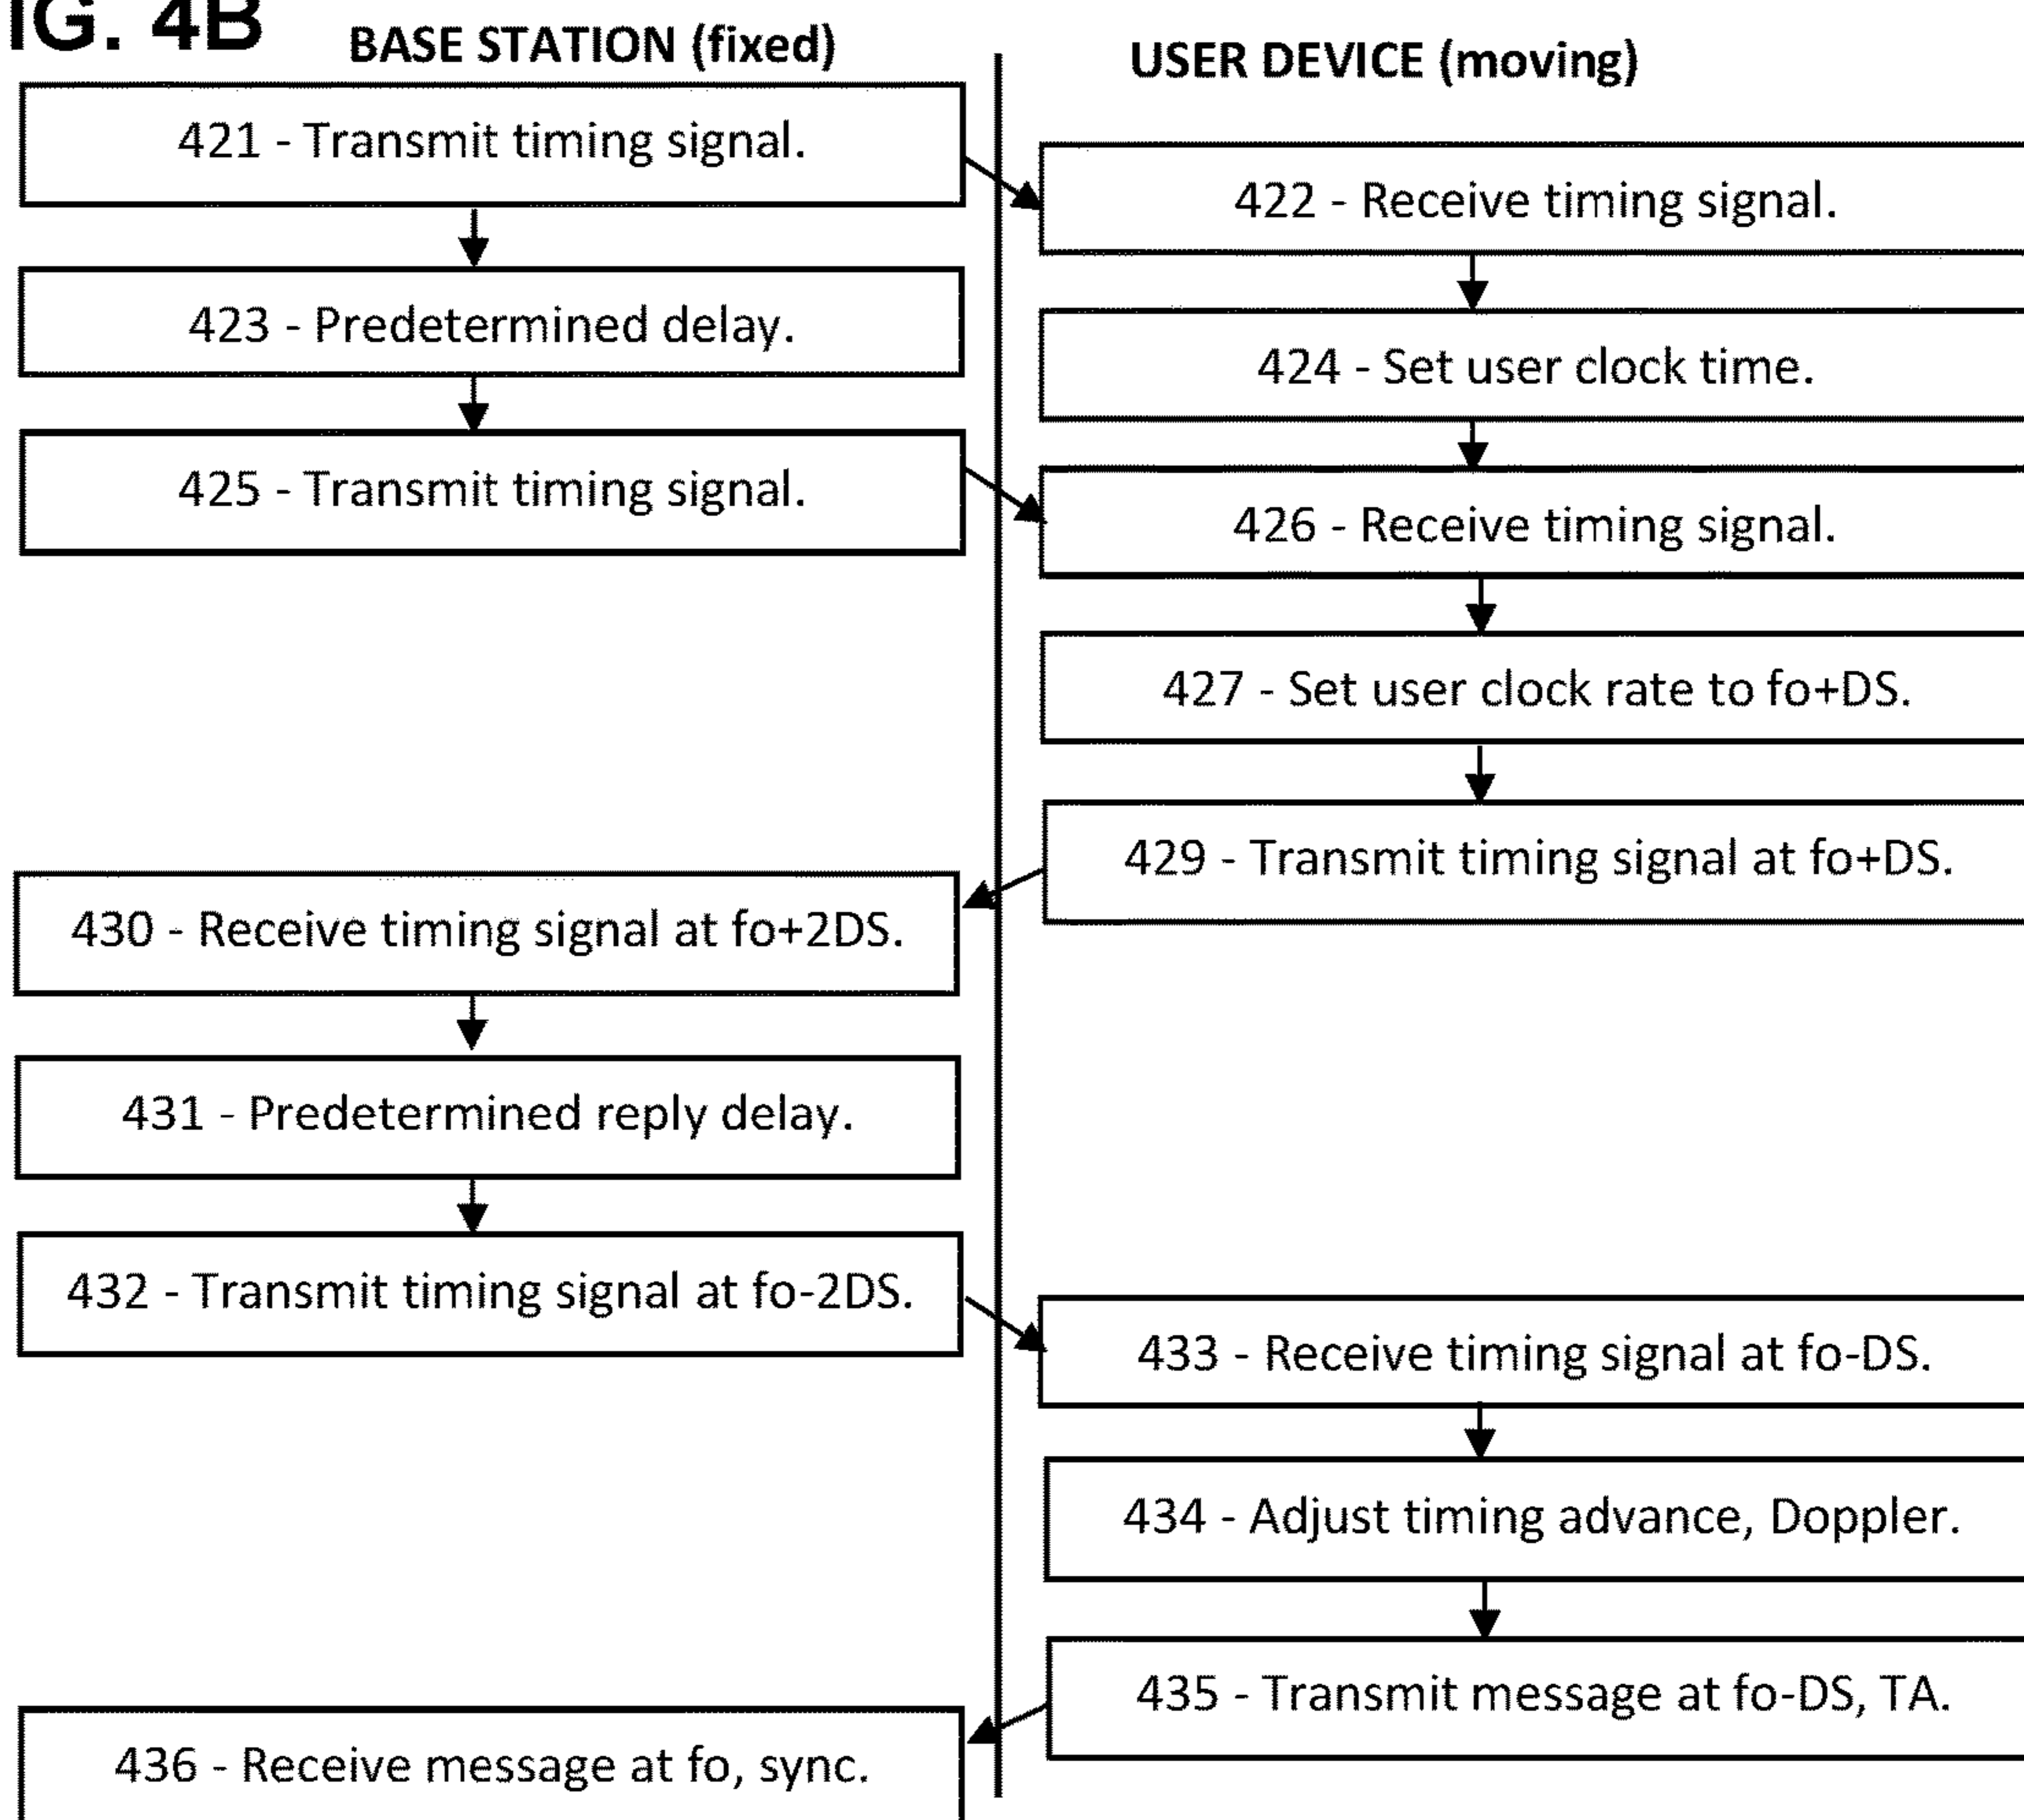 IG. 4B
BASE STATION (fixed)
USER DEVICE (moving)
421 - Transmit timing signal.
422 - Receive timing signal.
423 - Predetermined delay.
424 - Set user clock time.
425 - Transmit timing signal.
426 - Receive timing signal.
427 - Set user clock rate to fo+DS.
429 - Transmit timing signal at fo+DS.
430 - Receive timing signal at fo+2DS.
431 - Predetermined reply delay.
432 - Transmit timing signal at fo-2DS.
433 - Receive timing signal at fo-DS.
434 - Adjust timing advance, Doppler.
435 - Transmit message at fo-DS, TA.
436 - Receive message at fo, sync.